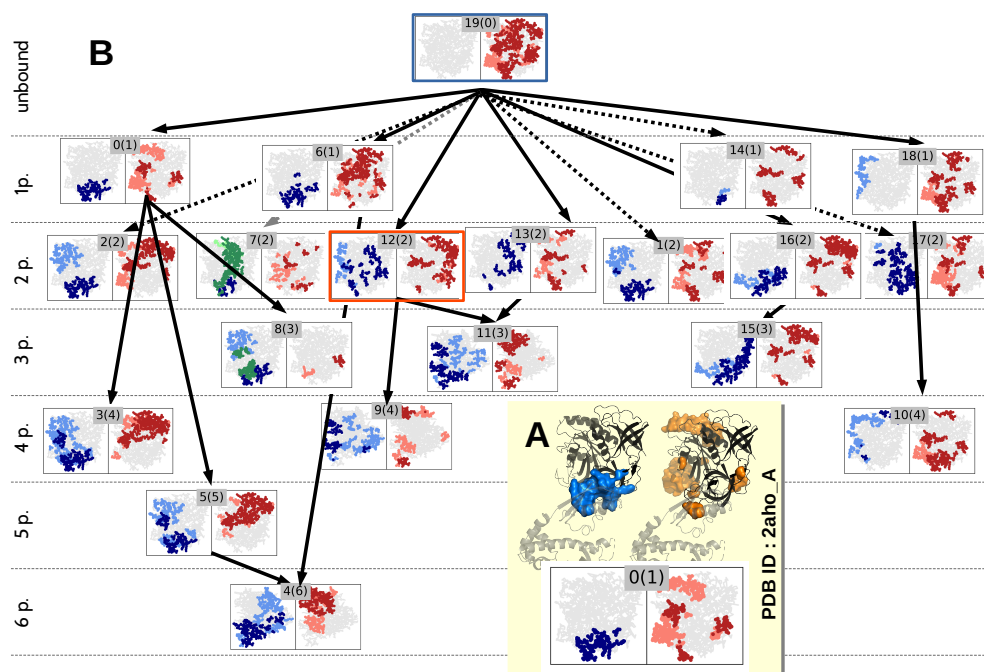 B
19(0)
unbound
0(1)
6(1)
14(1)
18(1)
1p.
2(2)
7(2)
12(2)
13(2)
1(2)
16(2)
17(2)
2 p.
8(3)
11(3)
15(3)
3 p.
3(4)
9(4)
10(4)
4 p.
A
5(5)
5 p.
4(6)
6 p.
0(1)
PDB ID : 2aho_A